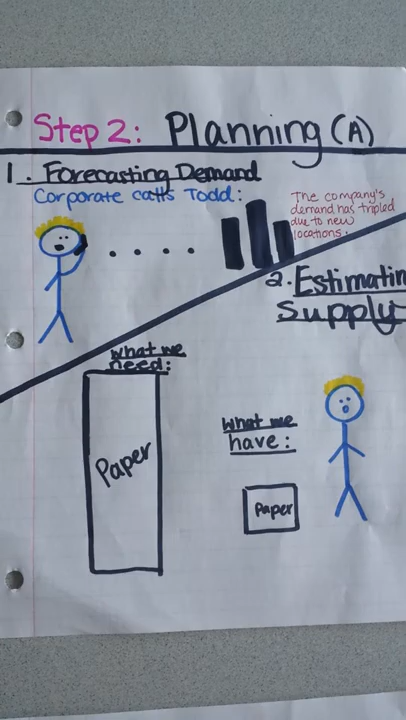 Step 2: Planning (A)
1. Forecasting Demand
Corporate calls Todd:
The company's
demand has tripled
due to new
locations.
2. Estimatin
Supply
What we
need:
Paper
What we
have:
Paper